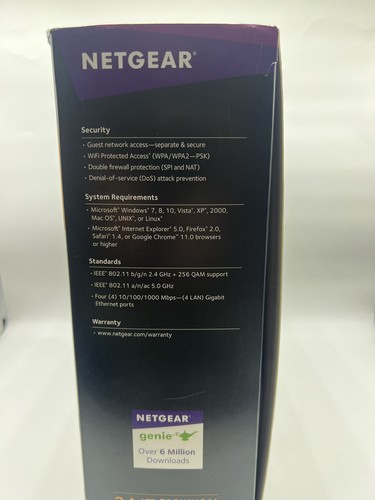 NETGEAR®
Security
• Guest network access—separate & secure
• WiFi Protected Access® (WPA/WPA2—PSK)
• Double firewall protection (SPI and NAT)
• Denial-of-service (DoS) attack prevention
System Requirements
• Microsoft® Windows® 7, 8, 10, Vista®, XP®, 2000,
Mac OS®, UNIX®, or Linux®
• Microsoft® Internet Explorer® 5.0, Firefox® 2.0,
Safari® 1.4, or Google Chrome™ 11.0 browsers
or higher
Standards
• IEEE® 802.11 b/g/n 2.4 GHz + 256 QAM support
• IEEE® 802.11 a/n/ac 5.0 GHz
• Four (4) 10/100/1000 Mbps—(4 LAN) Gigabit
Ethernet ports
Warranty
• www.netgear.com/warranty
NETGEAR®
genie®
Over 6 Million
Downloads